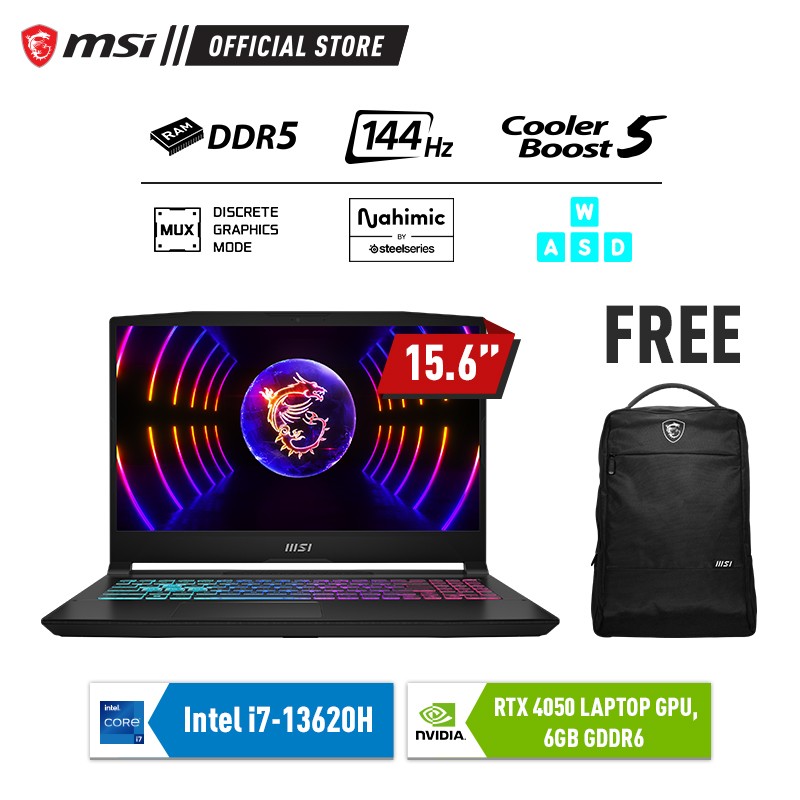 msi OFFICIAL STORE
RAM DDR5
144Hz
Cooler
Boost 5
MUX
DISCRETE
GRAPHICS
MODE
Nahimic
BY
steelseries
W
A S D
15.6”
FREE
msi
msi
intel
CORE
i7
Intel i7-13620H
NVIDIA.
RTX 4050 LAPTOP GPU,
6GB GDDR6